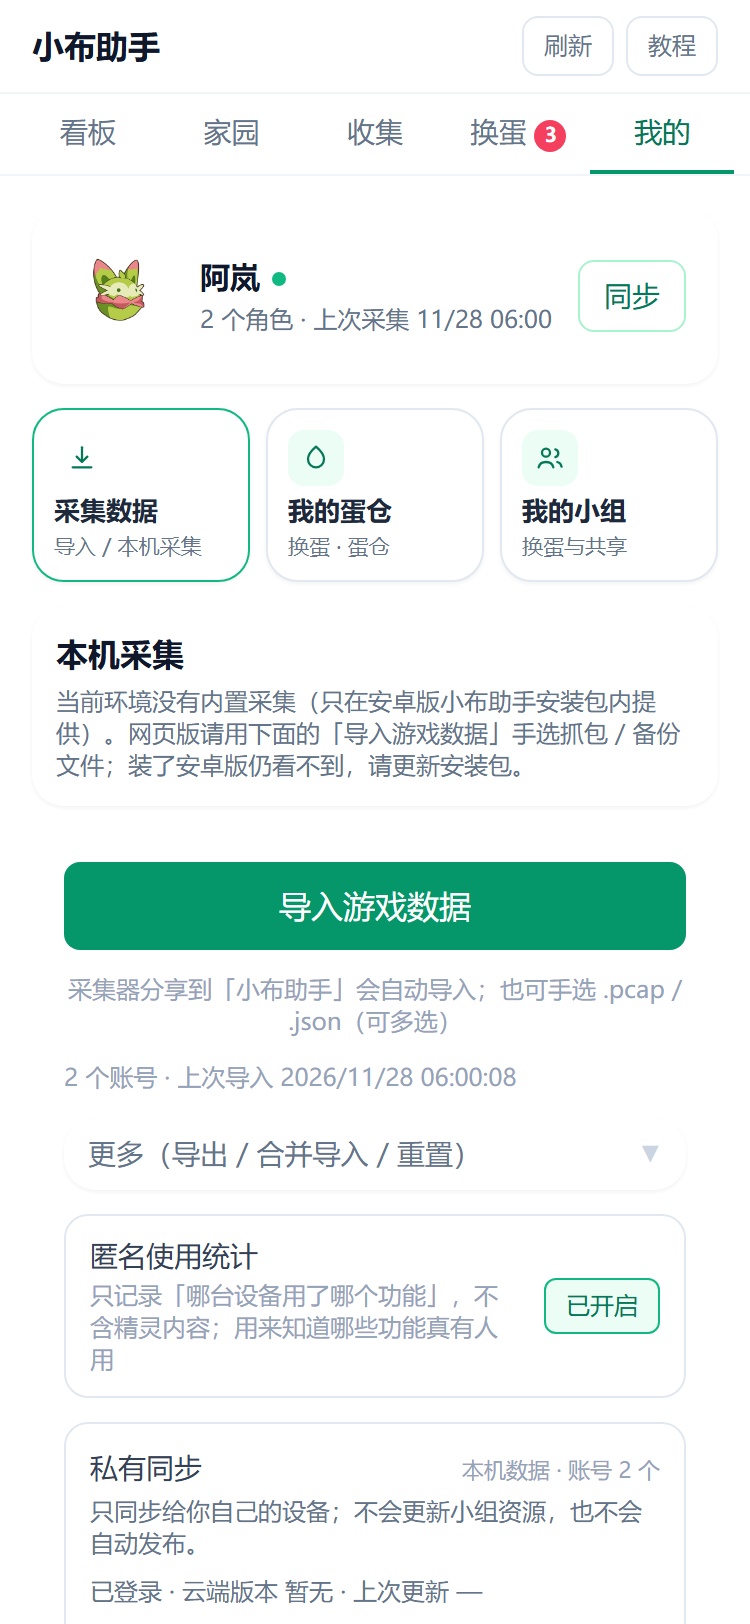 小布助手
刷新
教程
看板
家园
收集
换蛋 3
我的
阿岚
2 个角色 · 上次采集 11/28 06:00
同步
采集数据
导入 / 本机采集
我的蛋仓
换蛋 · 蛋仓
我的小组
换蛋与共享
本机采集
当前环境没有内置采集（只在安卓版小布助手安装包内提
供）。网页版请用下面的「导入游戏数据」手选抓包 / 备份
文件；装了安卓版仍看不到，请更新安装包。
导入游戏数据
采集器分享到「小布助手」会自动导入；也可手选 .pcap /
.json（可多选）
2 个账号 · 上次导入 2026/11/28 06:00:08
更多（导出 / 合并导入 / 重置）
匿名使用统计
只记录「哪台设备用了哪个功能」，不
含精灵内容；用来知道哪些功能真有人
用
已开启
私有同步
本机数据 · 账号 2 个
只同步给你自己的设备；不会更新小组资源，也不会
自动发布。
已登录 · 云端版本 暂无 · 上次更新 —